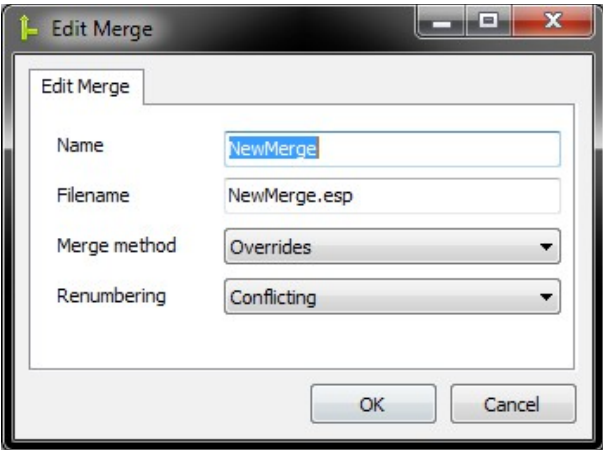 Edit Merge
Edit Merge
Name NewMerge
Filename NewMerge.esp
Merge method Overrides
Renumbering Conflicting
OK Cancel